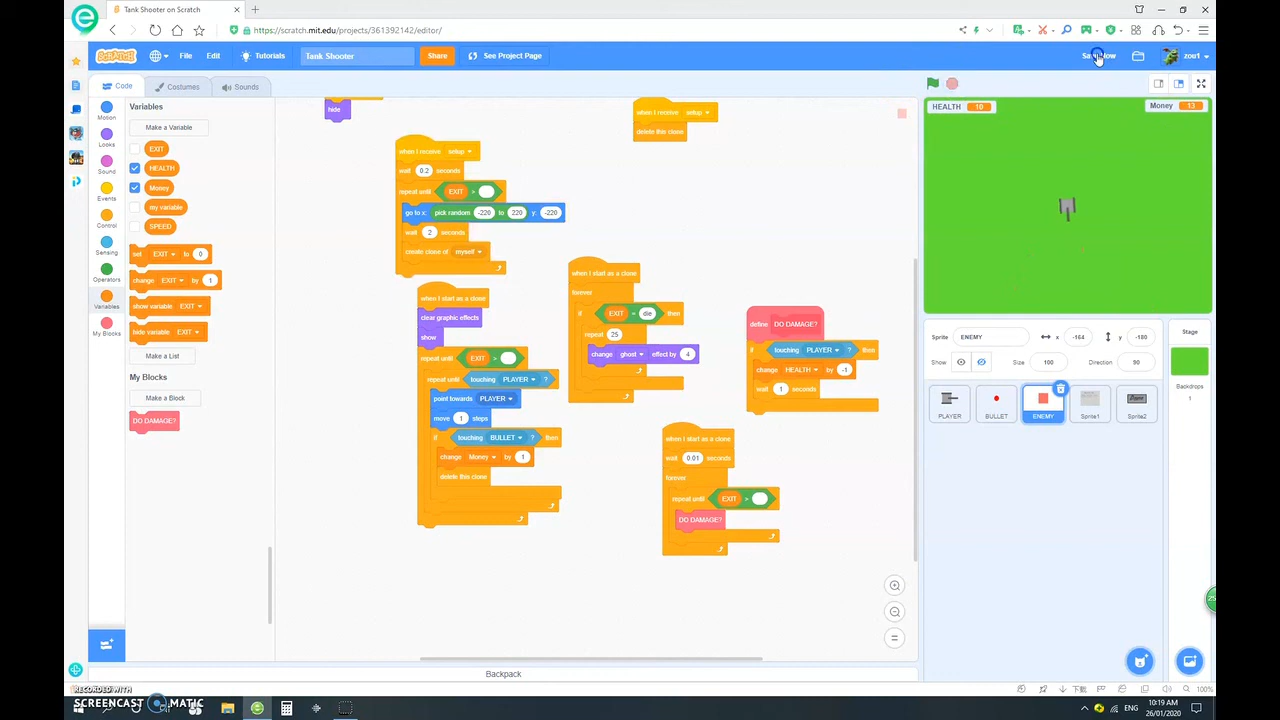 Tank Shooter on Scratch
https://scratch.mit.edu/projects/361392142/editor/
SCRATCH File Edit Tutorials Tank Shooter Share See Project Page zou1
Code Costumes Sounds
Motion
Looks
Sound
Events
Control
Sensing
Operators
Variables
My Blocks
Variables
Make a Variable
EXIT
HEALTH
Money
my variable
SPEED
set EXIT to 0
change EXIT by 1
show variable EXIT
hide variable EXIT
Make a List
My Blocks
Make a Block
DO DAMAGE?
hide
when I receive setup
wait 0.2 seconds
repeat until EXIT >
go to x: pick random -220 to 220 y: -220
wait 2 seconds
create clone of myself
when I start as a clone
clear graphic effects
show
repeat until EXIT >
repeat until touching PLAYER ?
point towards PLAYER
move 1 steps
if touching BULLET ? then
change Money by 1
delete this clone
when I receive setup
delete this clone
when I start as a clone
forever
if EXIT = die then
repeat 25
change ghost effect by 4
define DO DAMAGE?
if touching PLAYER ? then
change HEALTH by -1
wait 1 seconds
when I start as a clone
wait 0.01 seconds
forever
repeat until EXIT >
DO DAMAGE?
Backpack
HEALTH 10
Money 13
Sprite ENEMY x -164 y -180
Show Size 100 Direction 90
PLAYER BULLET ENEMY Sprite1 Sprite2
Stage
Backdrops
1
100%
RECORDED WITH
SCREENCAST MATIC
ENG
10:19 AM
26/01/2020